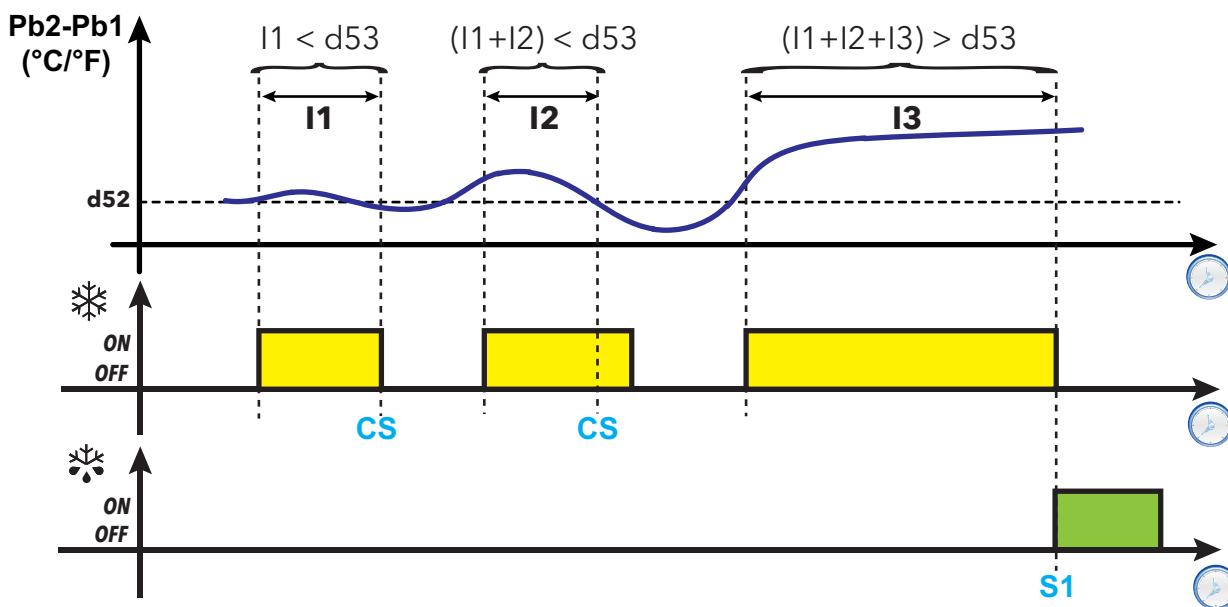 Pb2-Pb1
(°C/°F)
I1 < d53
(I1+I2) < d53
(I1+I2+I3) > d53
I1
I2
I3
d52
ON
OFF
CS
CS
ON
OFF
S1